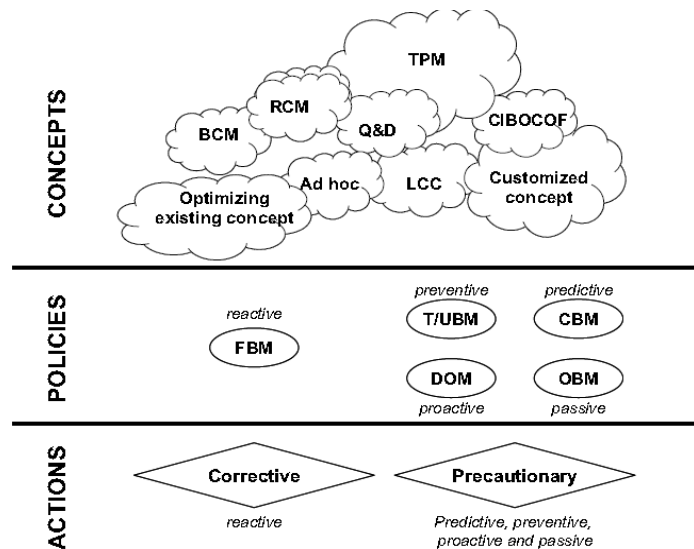 CONCEPTS
TPM
RCM
BCM
Q&D
CIBOCOF
Ad hoc
LCC
Customized
concept
Optimizing
existing concept
POLICIES
reactive
FBM
preventive
T/UBM
predictive
CBM
DOM
proactive
OBM
passive
ACTIONS
Corrective
reactive
Precautionary
Predictive, preventive,
proactive and passive